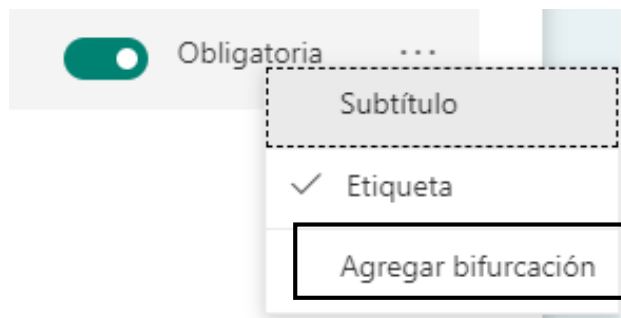 Obligatoria ...
Subtítulo
Etiqueta
Agregar bifurcación